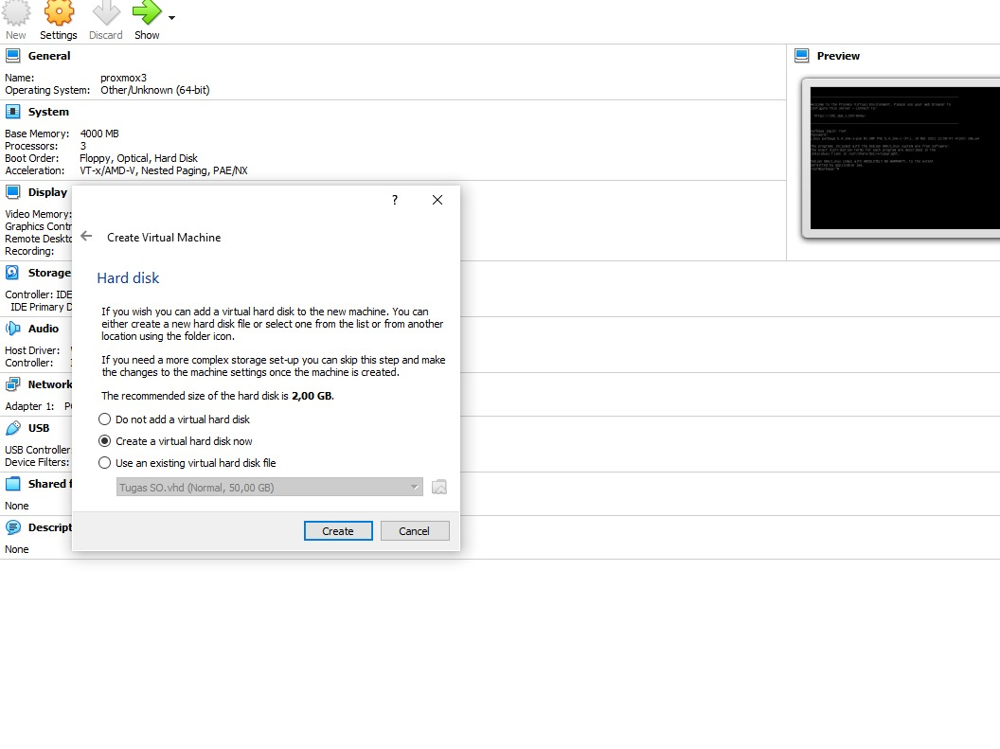 New Settings Discard Show
General
Name: proxmox3
Operating System: Other/Unknown (64-bit)
System
Base Memory: 4000 MB
Processors: 3
Boot Order: Floppy, Optical, Hard Disk
Acceleration: VT-x/AMD-V, Nested Paging, PAE/NX
Display
Video Memory:
Graphics Contr
Remote Deskto
Recording:
Storage
Controller: IDE
IDE Primary D
Audio
Host Driver:
Controller:
Network
Adapter 1:
USB
USB Controller:
Device Filters:
Shared f
None
Descript
None
Preview
?
Create Virtual Machine
Hard disk
If you wish you can add a virtual hard disk to the new machine. You can
either create a new hard disk file or select one from the list or from another
location using the folder icon.
If you need a more complex storage set-up you can skip this step and make
the changes to the machine settings once the machine is created.
The recommended size of the hard disk is 2,00 GB.
Do not add a virtual hard disk
Create a virtual hard disk now
Use an existing virtual hard disk file
Tugas SO.vhd (Normal, 50,00 GB)
Create Cancel